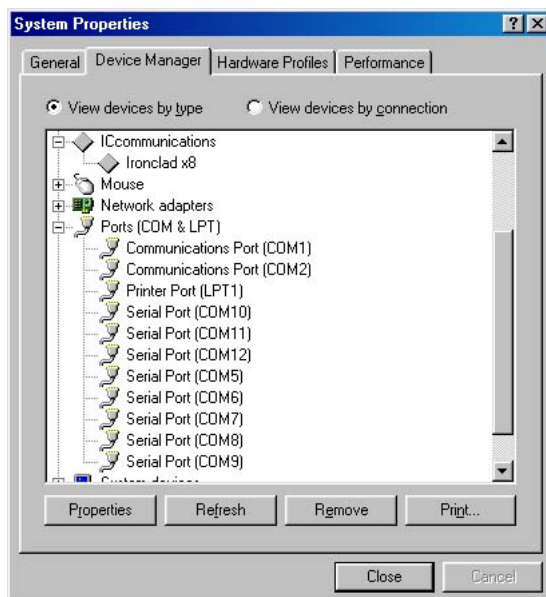 System Properties
General Device Manager Hardware Profiles Performance
View devices by type View devices by connection
ICcommunications
Ironclad x8
Mouse
Network adapters
Ports (COM & LPT)
Communications Port (COM1)
Communications Port (COM2)
Printer Port (LPT1)
Serial Port (COM10)
Serial Port (COM11)
Serial Port (COM12)
Serial Port (COM5)
Serial Port (COM6)
Serial Port (COM7)
Serial Port (COM8)
Serial Port (COM9)
System devices
Properties Refresh Remove Print...
Close Cancel